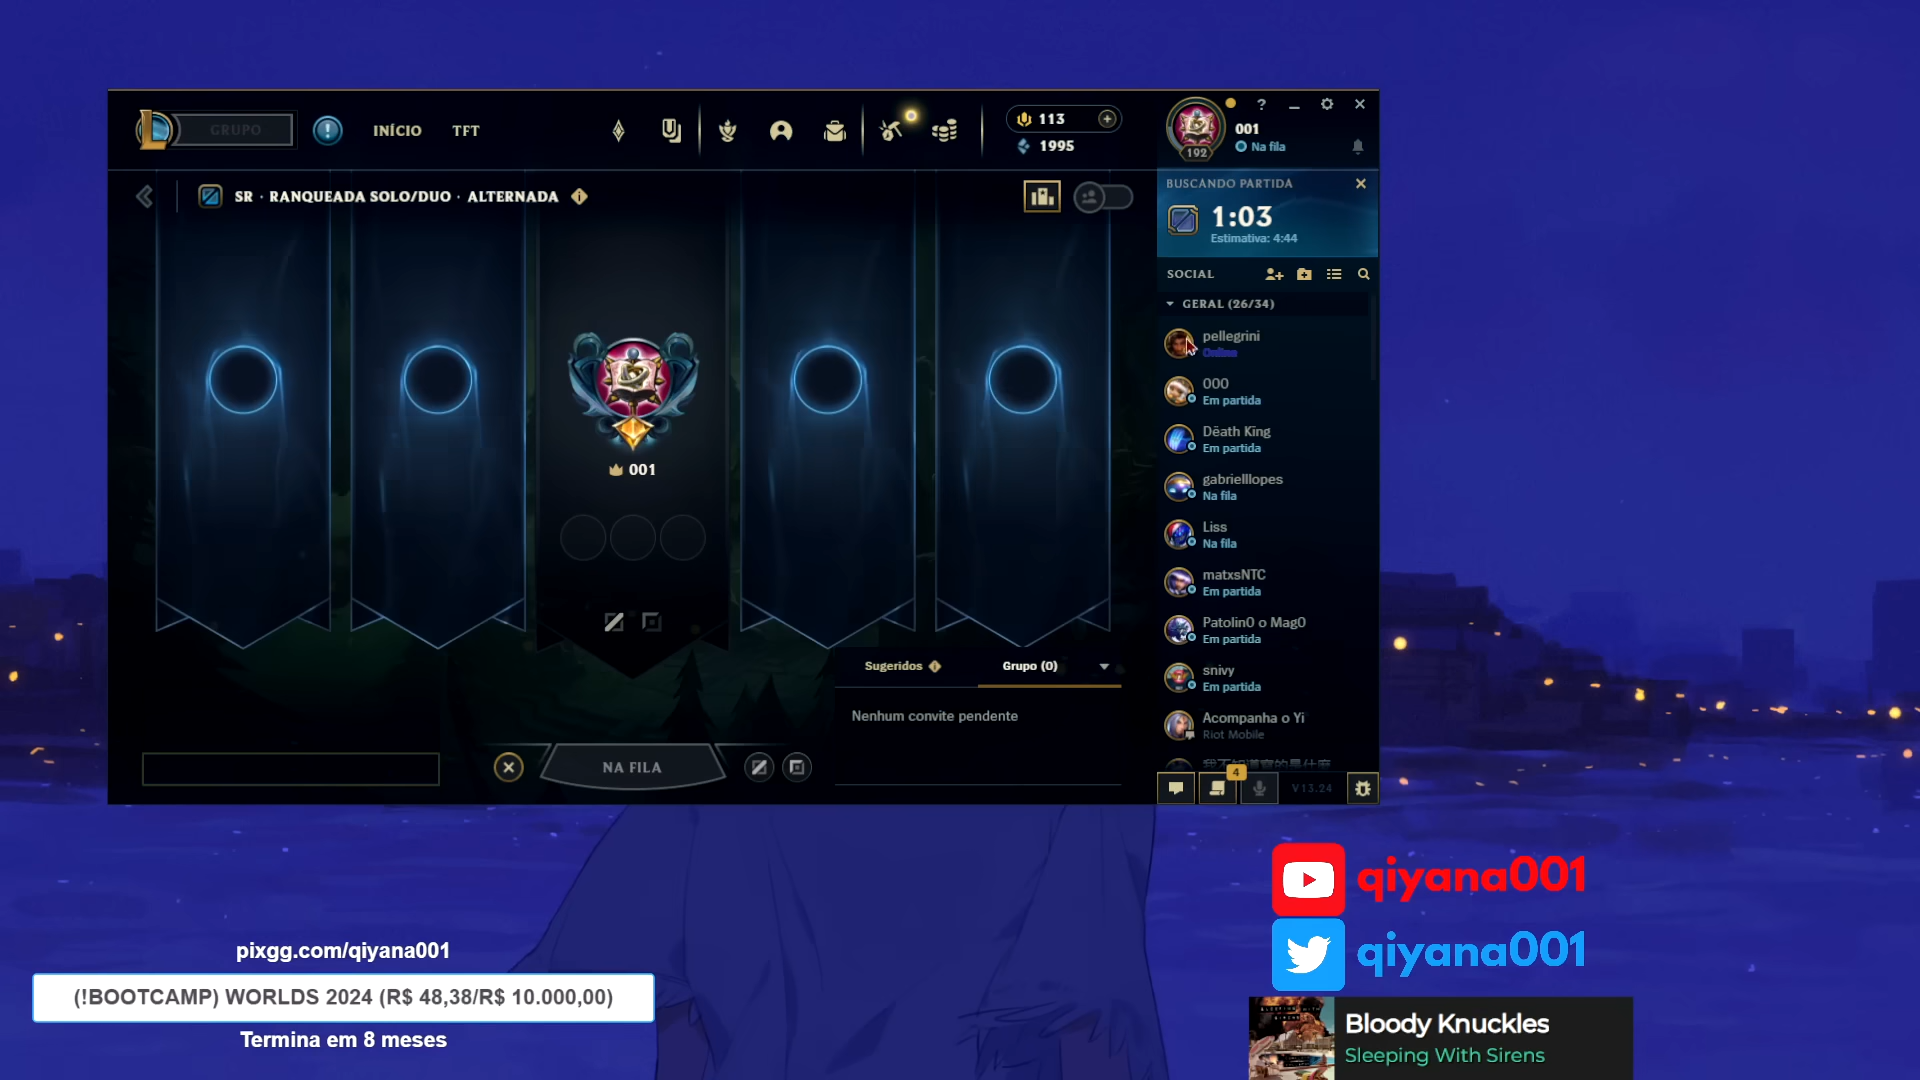 GRUPO
INÍCIO
TFT
113
1995
192
?
001
Na fila
SR · RANQUEADA SOLO/DUO · ALTERNADA
BUSCANDO PARTIDA
1:03
Estimativa: 4:44
SOCIAL
GERAL (26/34)
pellegrini
Online
000
Em partida
Dēath King
Em partida
gabrielllopes
Na fila
Liss
Na fila
matxsNTC
Em partida
Patolin0 o Mag0
Em partida
snivy
Em partida
Acompanha o Yi
Riot Mobile
001
Sugeridos
Grupo (0)
Nenhum convite pendente
NA FILA
4
V13.24
qiyana001
qiyana001
pixgg.com/qiyana001
(!BOOTCAMP) WORLDS 2024 (R$ 48,38/R$ 10.000,00)
Termina em 8 meses
Bloody Knuckles
Sleeping With Sirens